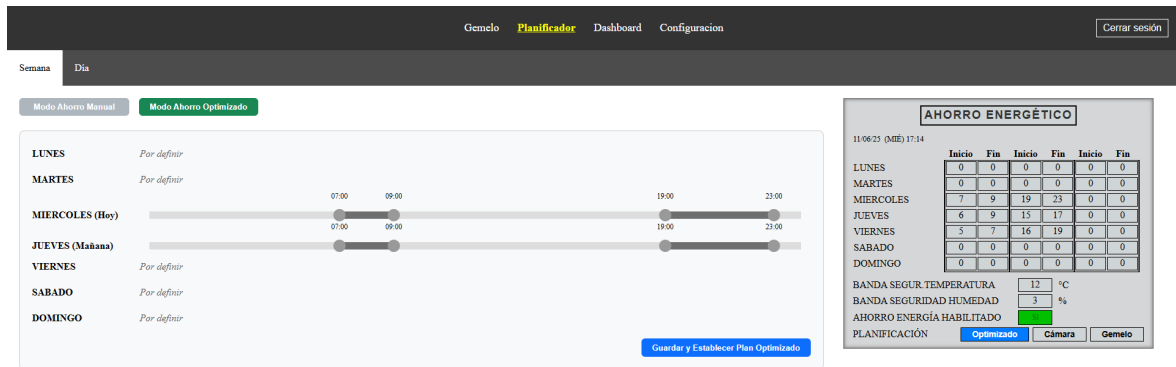 Gemelo Planificador Dashboard Configuracion Cerrar sesión
Semana Día
Modo Ahorro Manual Modo Ahorro Optimizado
LUNES Por definir
MARTES Por definir
07:00 09:00 19:00 23:00
MIERCOLES (Hoy)
07:00 09:00 19:00 23:00
JUEVES (Mañana)
VIERNES Por definir
SABADO Por definir
DOMINGO Por definir
Guardar y Establecer Plan Optimizado
AHORRO ENERGÉTICO
11/06/25 (MIÉ) 17:14
Inicio Fin Inicio Fin Inicio Fin
LUNES 0 0 0 0 0 0
MARTES 0 0 0 0 0 0
MIERCOLES 7 9 19 23 0 0
JUEVES 6 9 15 17 0 0
VIERNES 5 7 16 19 0 0
SABADO 0 0 0 0 0 0
DOMINGO 0 0 0 0 0 0
BANDA SEGUR.TEMPERATURA 12 °C
BANDA SEGURIDAD HUMEDAD 3 %
AHORRO ENERGÍA HABILITADO
PLANIFICACIÓN Optimizado Cámara Gemelo